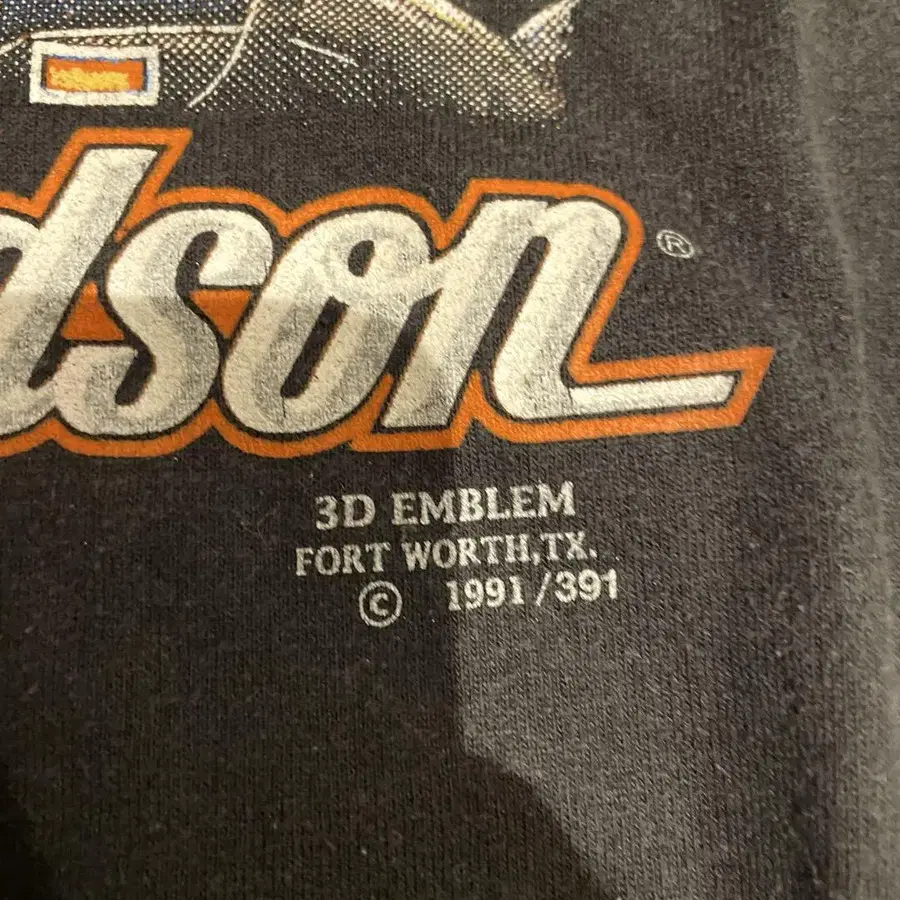 dson®
3D EMBLEM
FORT WORTH,TX.
© 1991/391